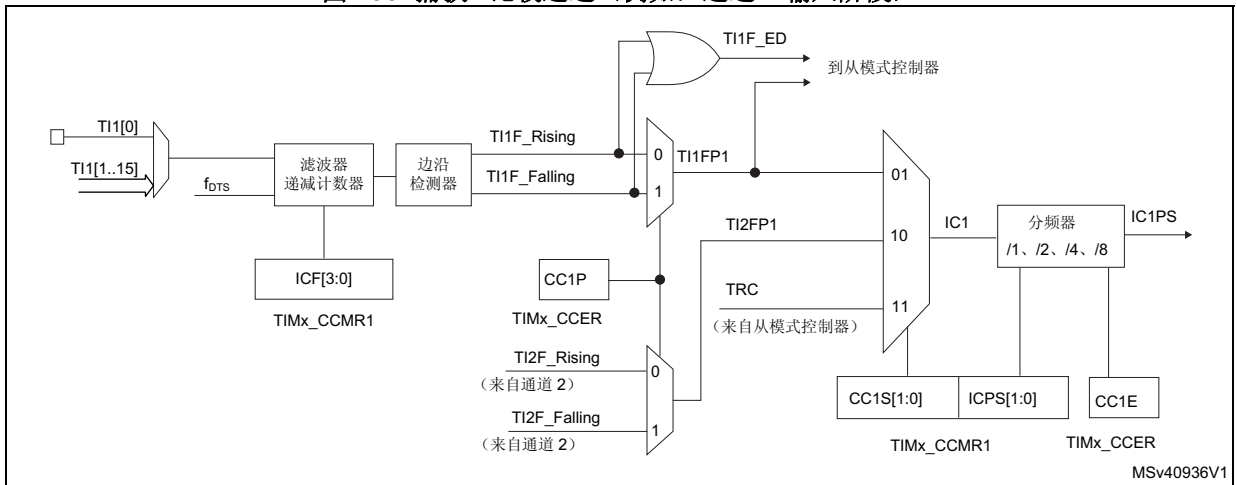 TI1F_ED
到从模式控制器
TI1[0]
TI1[1..15]
f_DTS
滤波器
递减计数器
边沿
检测器
TI1F_Rising
TI1F_Falling
0
1
TI1FP1
TI2FP1
TRC
（来自从模式控制器）
01
10
11
IC1
分频器
/1、/2、/4、/8
IC1PS
ICF[3:0]
TIMx_CCMR1
CC1P
TIMx_CCER
TI2F_Rising
（来自通道 2）
TI2F_Falling
（来自通道 2）
0
1
CC1S[1:0]
ICPS[1:0]
CC1E
TIMx_CCMR1
TIMx_CCER
MSv40936V1